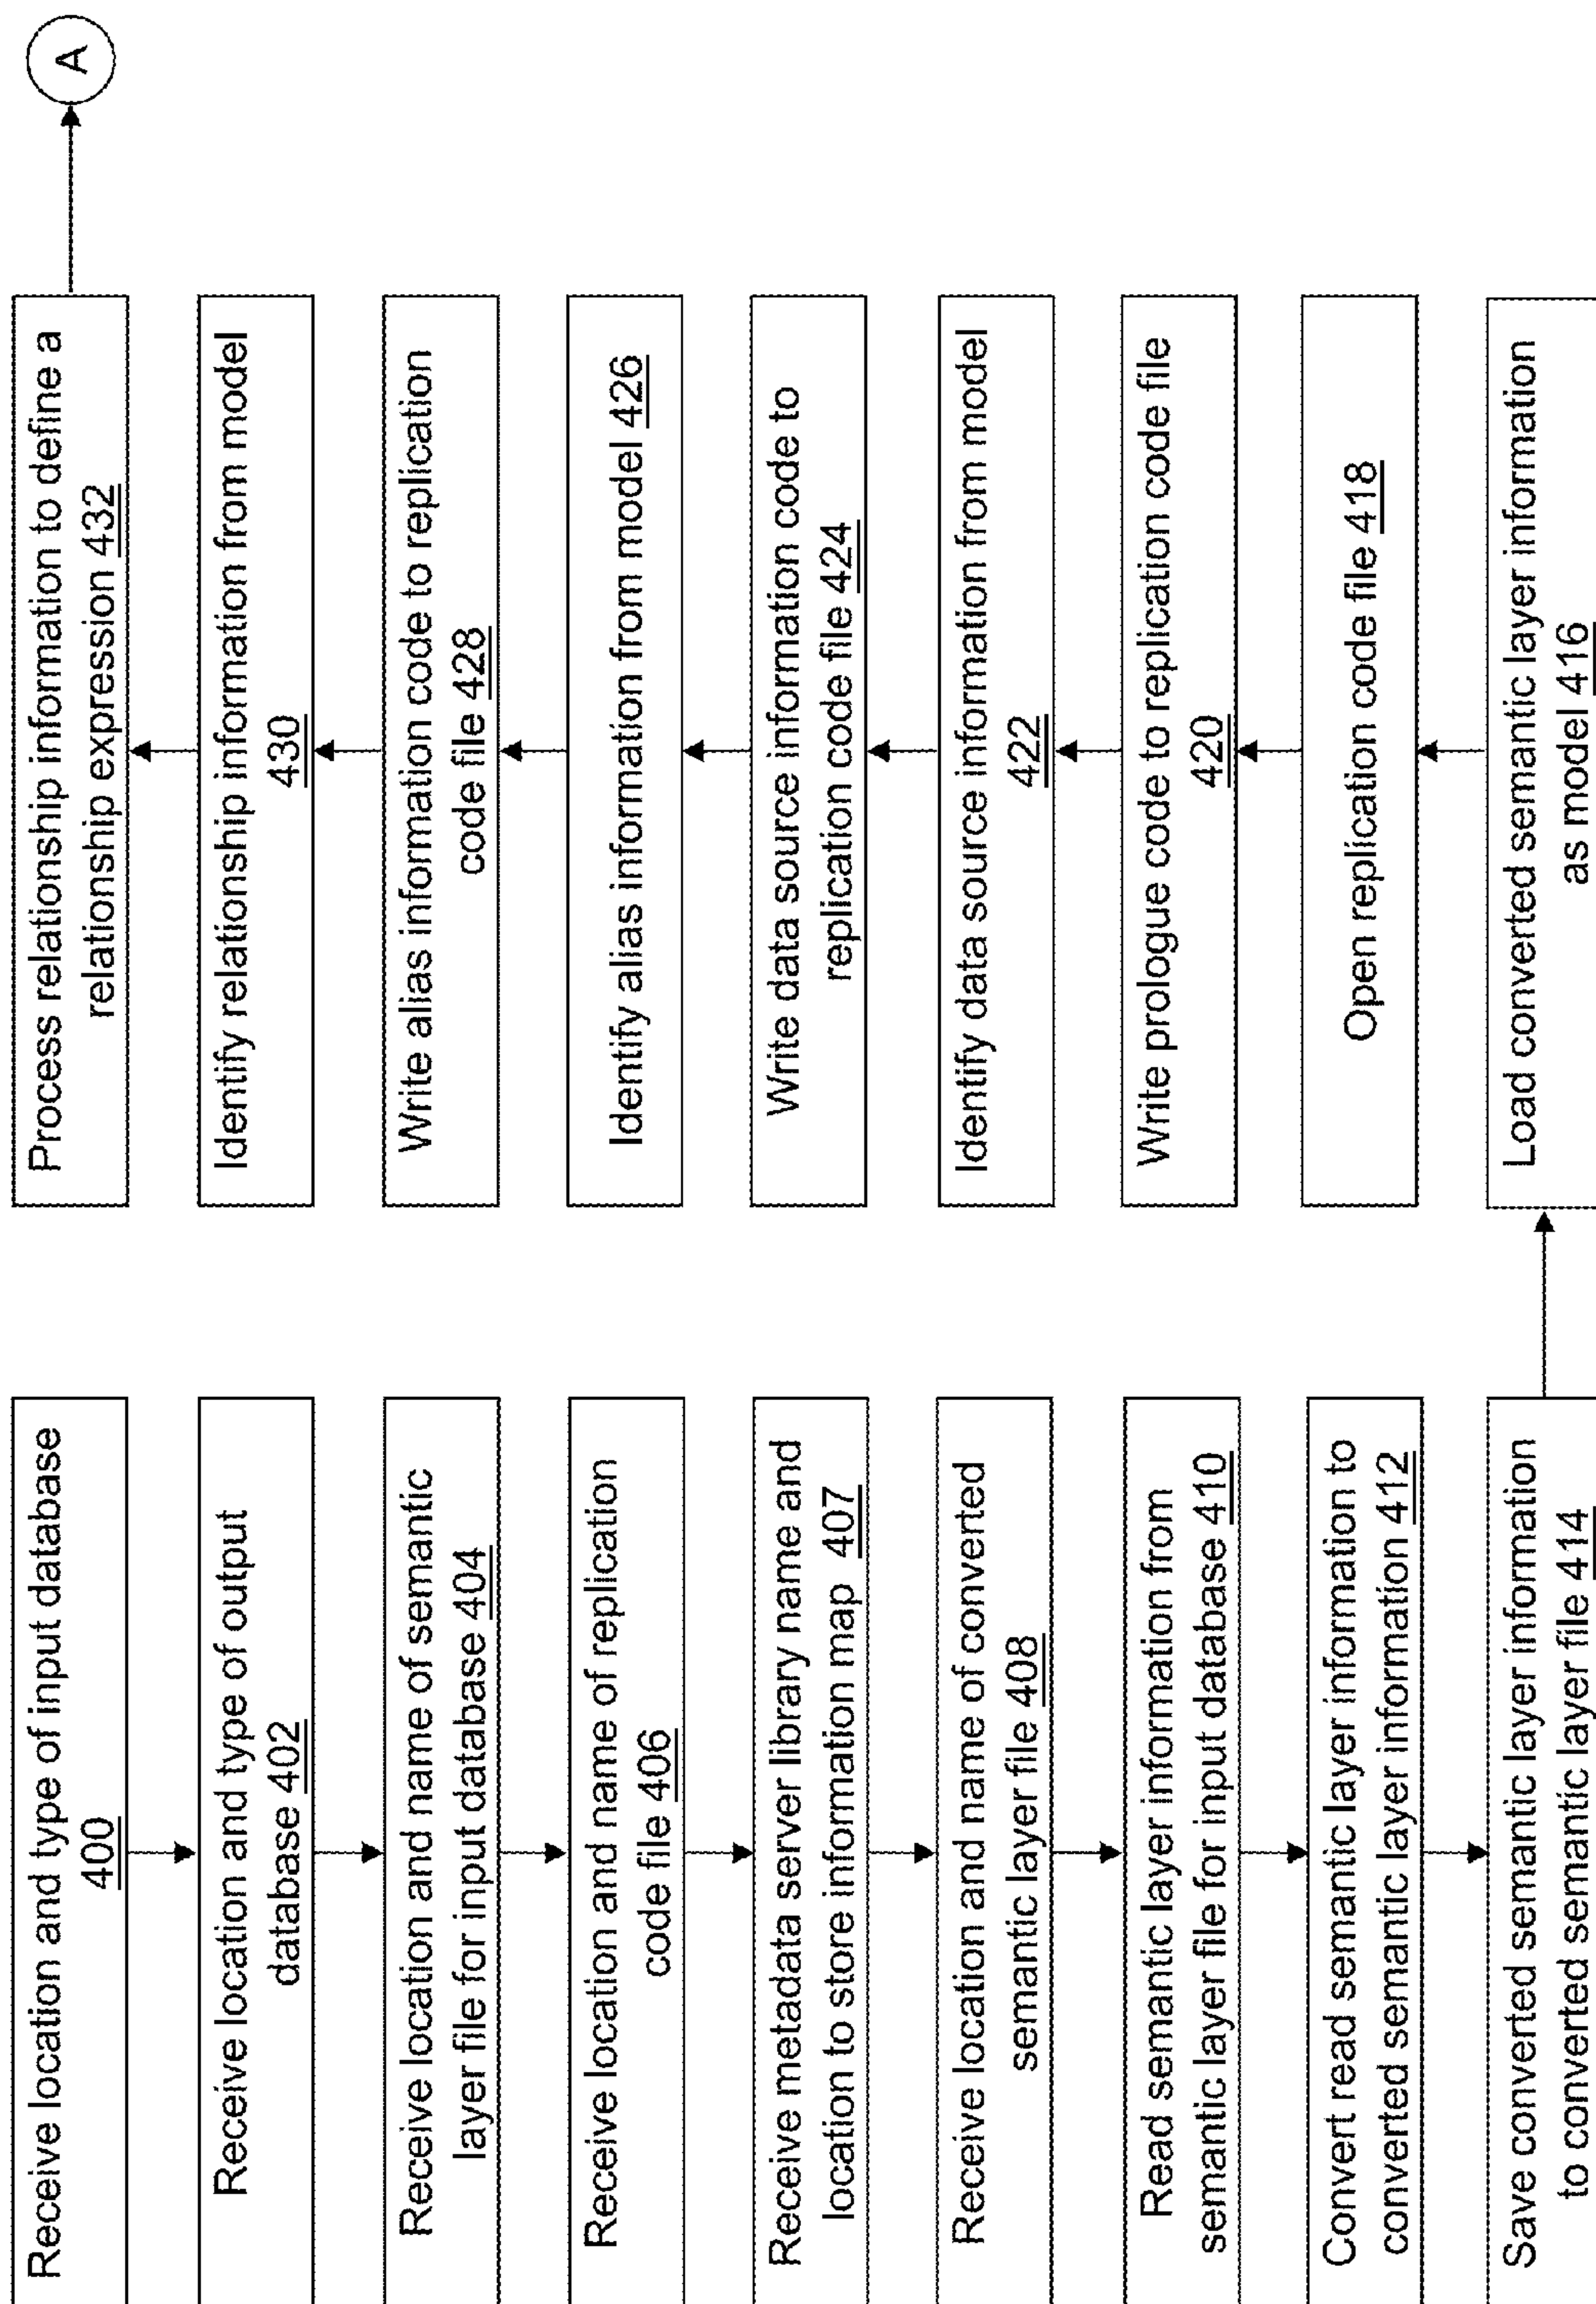 Receive location and type of input database
400
Receive location and type of output
database 402
Receive location and name of semantic
layer file for input database 404
Receive location and name of replication
code file 406
Receive metadata server library name and
location to store information map 407
Receive location and name of converted
semantic layer file 408
Read semantic layer information from
semantic layer file for input database 410
Convert read semantic layer information to
converted semantic layer information 412
Save converted semantic layer information
to converted semantic layer file 414
Load converted semantic layer information
as model 416
Open replication code file 418
Write prologue code to replication code file
420
Identify data source information from model
422
Write data source information code to
replication code file 424
Identify alias information from model 426
Write alias information code to replication
code file 428
Identify relationship information from model
430
Process relationship information to define a
relationship expression 432
A